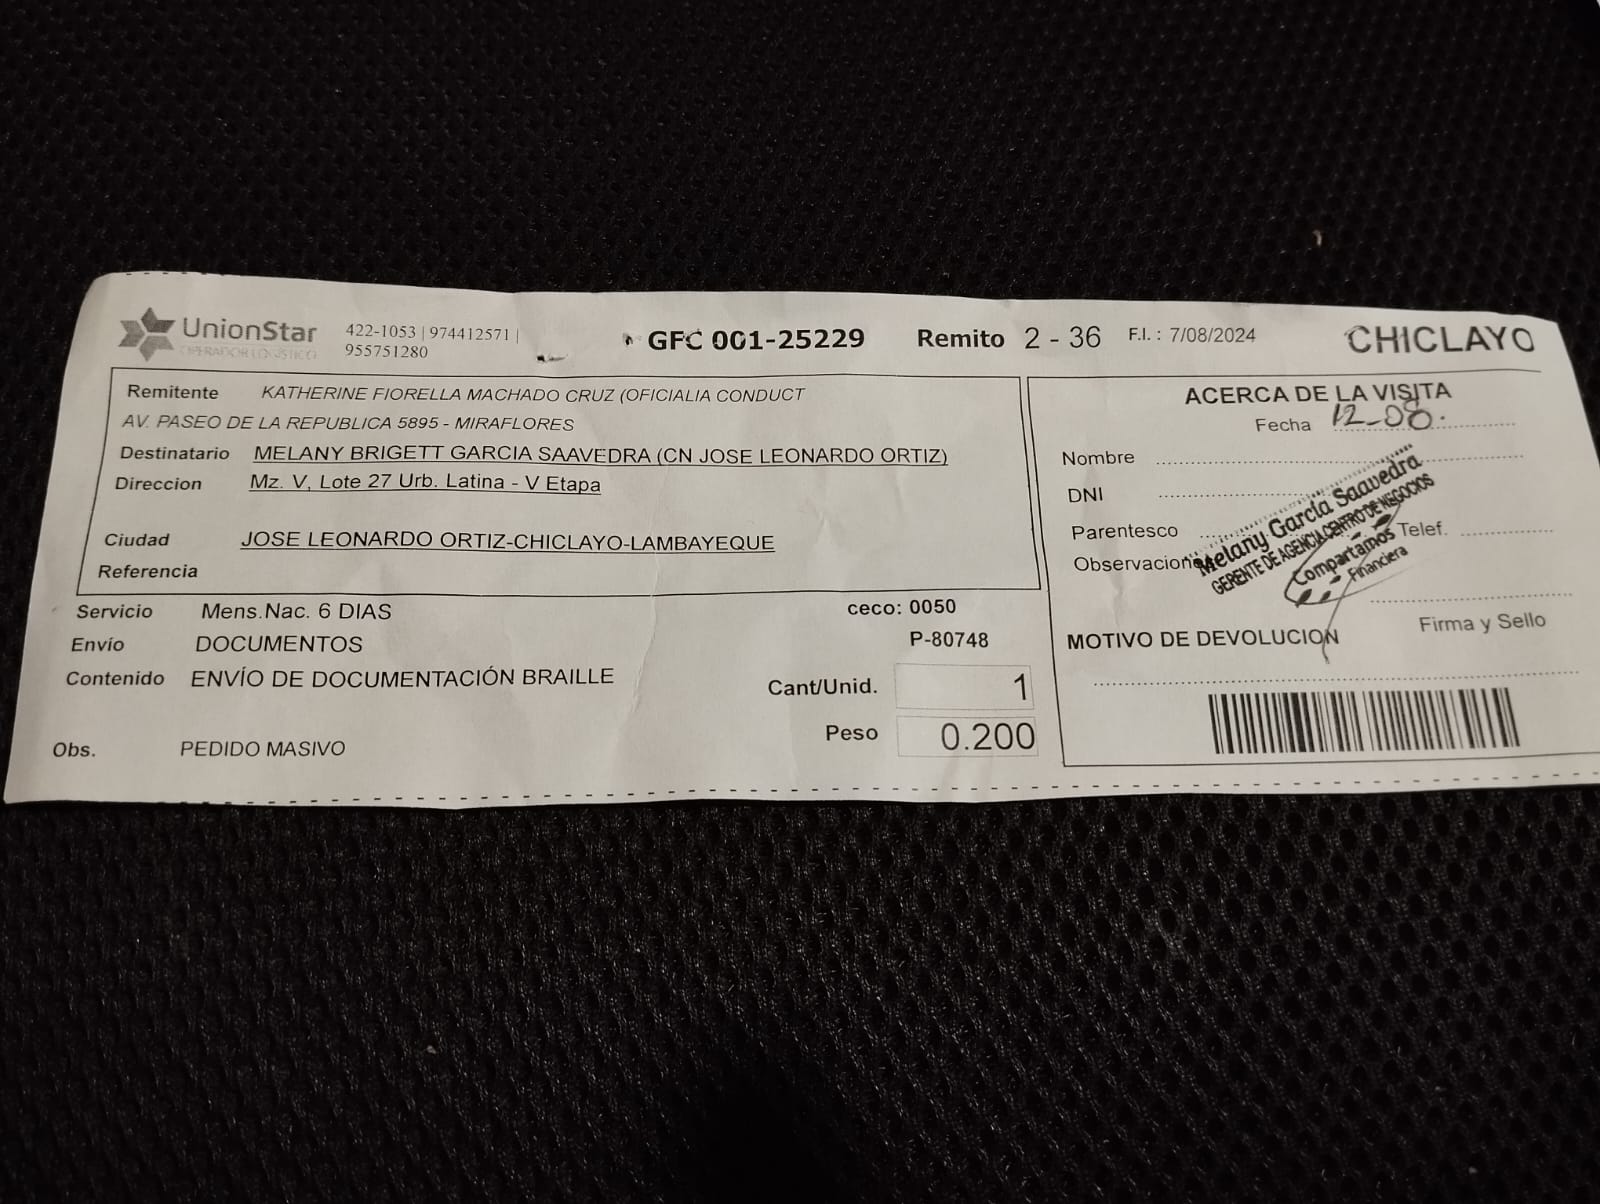 UnionStar
OPERADOR LOGÍSTICO
422-1053 | 974412571 |
955751280
GFC 001-25229
Remito 2 - 36
F.I. : 7/08/2024
CHICLAYO
Remitente KATHERINE FIORELLA MACHADO CRUZ (OFICIALIA CONDUCT
AV. PASEO DE LA REPUBLICA 5895 - MIRAFLORES
Destinatario MELANY BRIGETT GARCIA SAAVEDRA (CN JOSE LEONARDO ORTIZ)
Direccion Mz. V, Lote 27 Urb. Latina - V Etapa
Ciudad JOSE LEONARDO ORTIZ-CHICLAYO-LAMBAYEQUE
Referencia
Servicio Mens.Nac. 6 DIAS
ceco: 0050
Envío DOCUMENTOS
P-80748
Contenido ENVÍO DE DOCUMENTACIÓN BRAILLE
Cant/Unid. 1
Peso 0.200
Obs. PEDIDO MASIVO
ACERCA DE LA VISITA
Fecha 12-08.
Nombre
DNI
Parentesco
Telef.
Observacione
Melany García Saavedra
GERENTE DE AGENCIA CENTRO DE NEGOCIOS
Compartamos
Financiera
Firma y Sello
MOTIVO DE DEVOLUCION